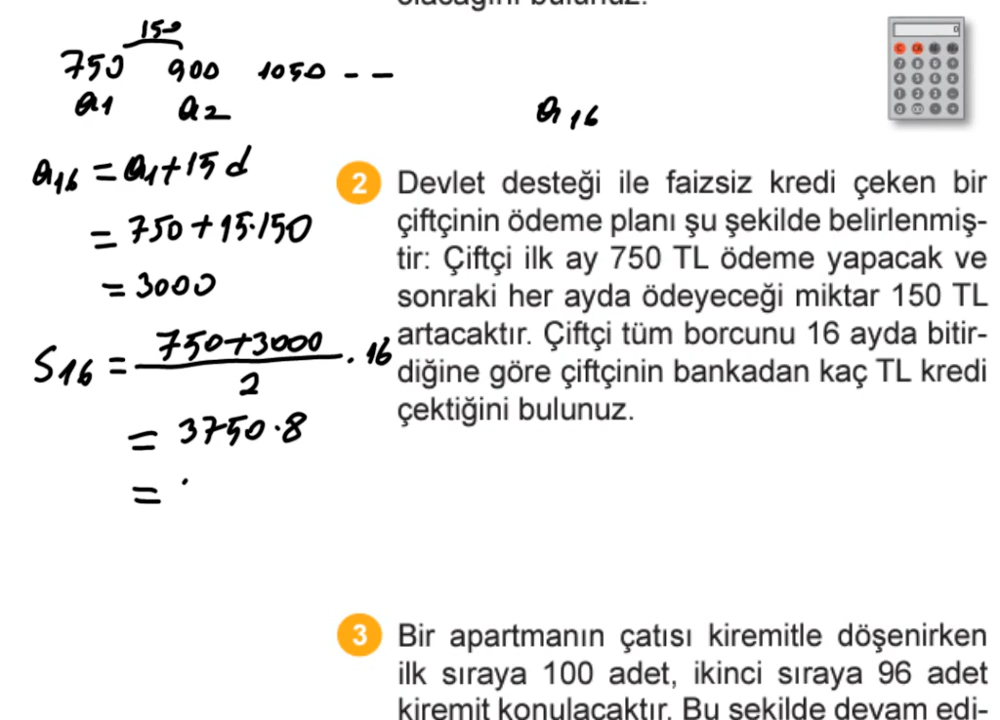 olacağını bulunuz.
150
750 900 1050 - -
a1 a2 a16
a16 = a1 + 15 d
= 750 + 15.150
= 3000
S16 = 750+3000 / 2 . 16
= 3750.8
= .
2 Devlet desteği ile faizsiz kredi çeken bir
çiftçinin ödeme planı şu şekilde belirlenmiş-
tir: Çiftçi ilk ay 750 TL ödeme yapacak ve
sonraki her ayda ödeyeceği miktar 150 TL
artacaktır. Çiftçi tüm borcunu 16 ayda bitir-
diğine göre çiftçinin bankadan kaç TL kredi
çektiğini bulunuz.
3 Bir apartmanın çatısı kiremitle döşenirken
ilk sıraya 100 adet, ikinci sıraya 96 adet
kiremit konulacaktır. Bu şekilde devam edi-